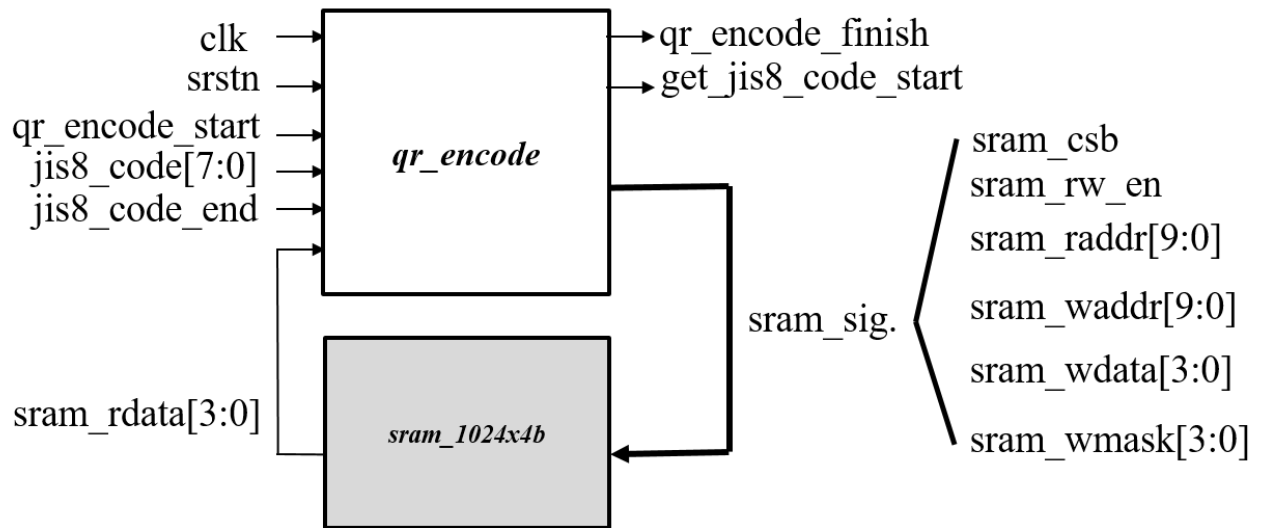 clk
srstn
qr_encode_start
jis8_code[7:0]
jis8_code_end
qr_encode
qr_encode_finish
get_jis8_code_start
sram_rdata[3:0]
sram_1024x4b
sram_sig.
sram_csb
sram_rw_en
sram_raddr[9:0]
sram_waddr[9:0]
sram_wdata[3:0]
sram_wmask[3:0]